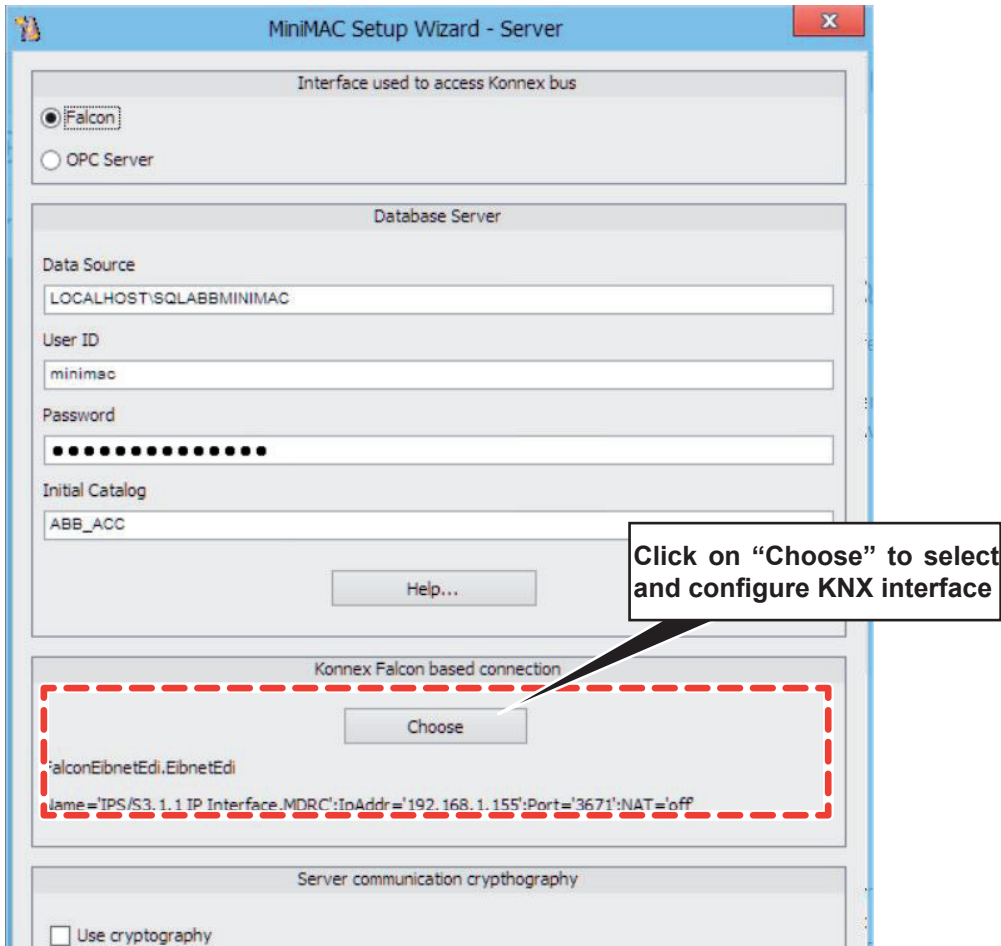 MiniMAC Setup Wizard - Server
x
Interface used to access Konnex bus
Falcon
OPC Server
Database Server
Data Source
LOCALHOST\SQLABBMINIMAC
User ID
minimac
Password
●●●●●●●●●●●●●●
Initial Catalog
ABB_ACC
Click on “Choose” to select
and configure KNX interface
Help...
Konnex Falcon based connection
Choose
FalconEibnetEdi.EibnetEdi
Name='IPS/S3.1.1 IP Interface,MDRC':IpAddr='192.168.1.155':Port='3671':NAT='off'
Server communication crypthography
Use cryptography